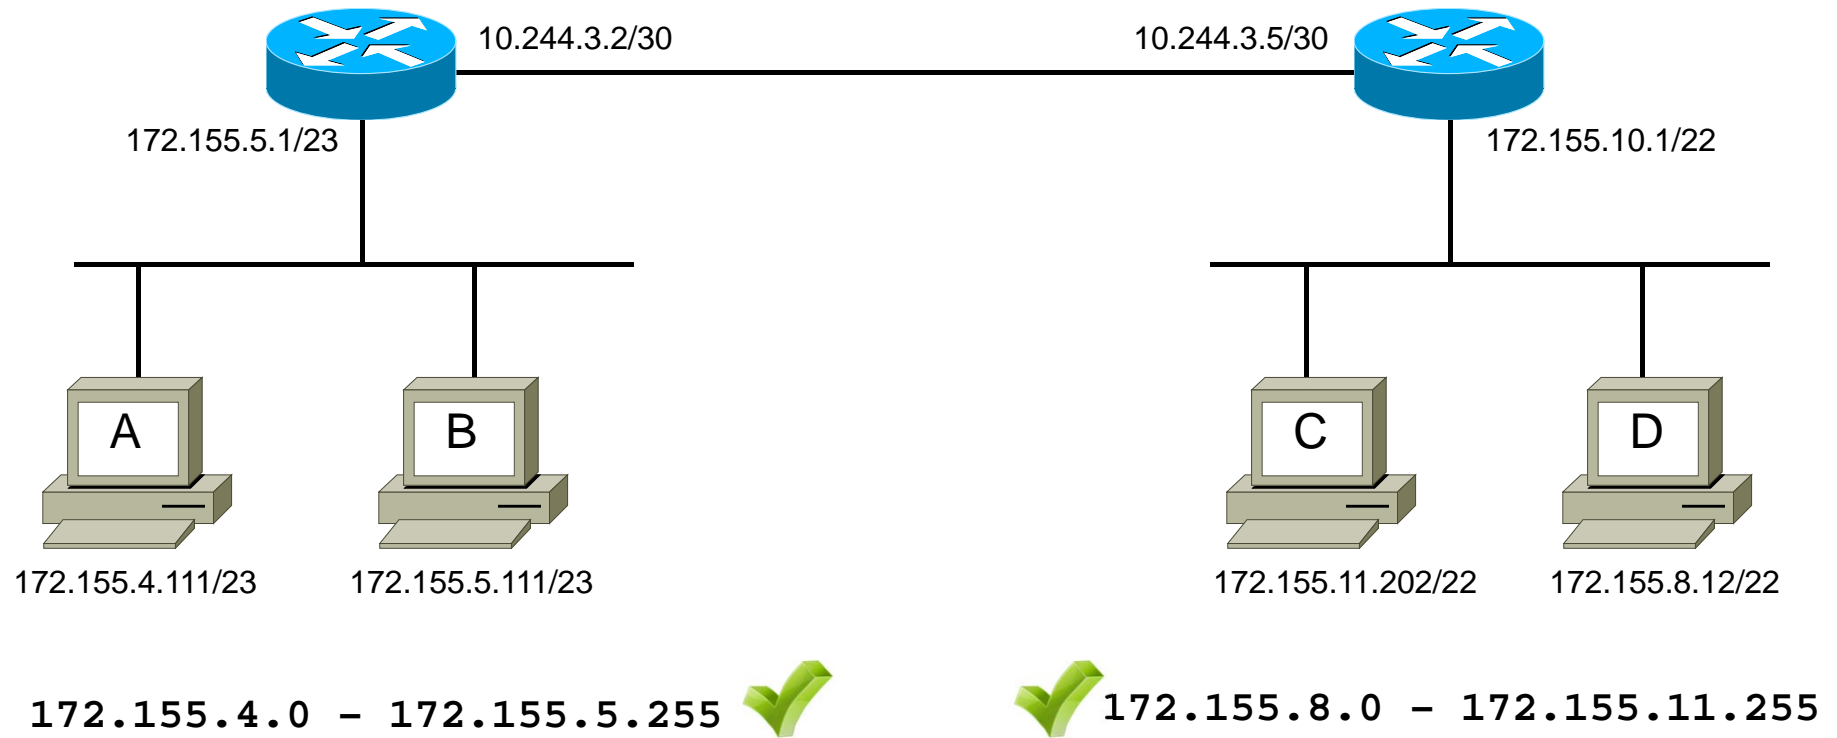 10.244.3.2/30
10.244.3.5/30
172.155.5.1/23
172.155.10.1/22
A
B
C
D
172.155.4.111/23
172.155.5.111/23
172.155.11.202/22
172.155.8.12/22
172.155.4.0 – 172.155.5.255
172.155.8.0 – 172.155.11.255